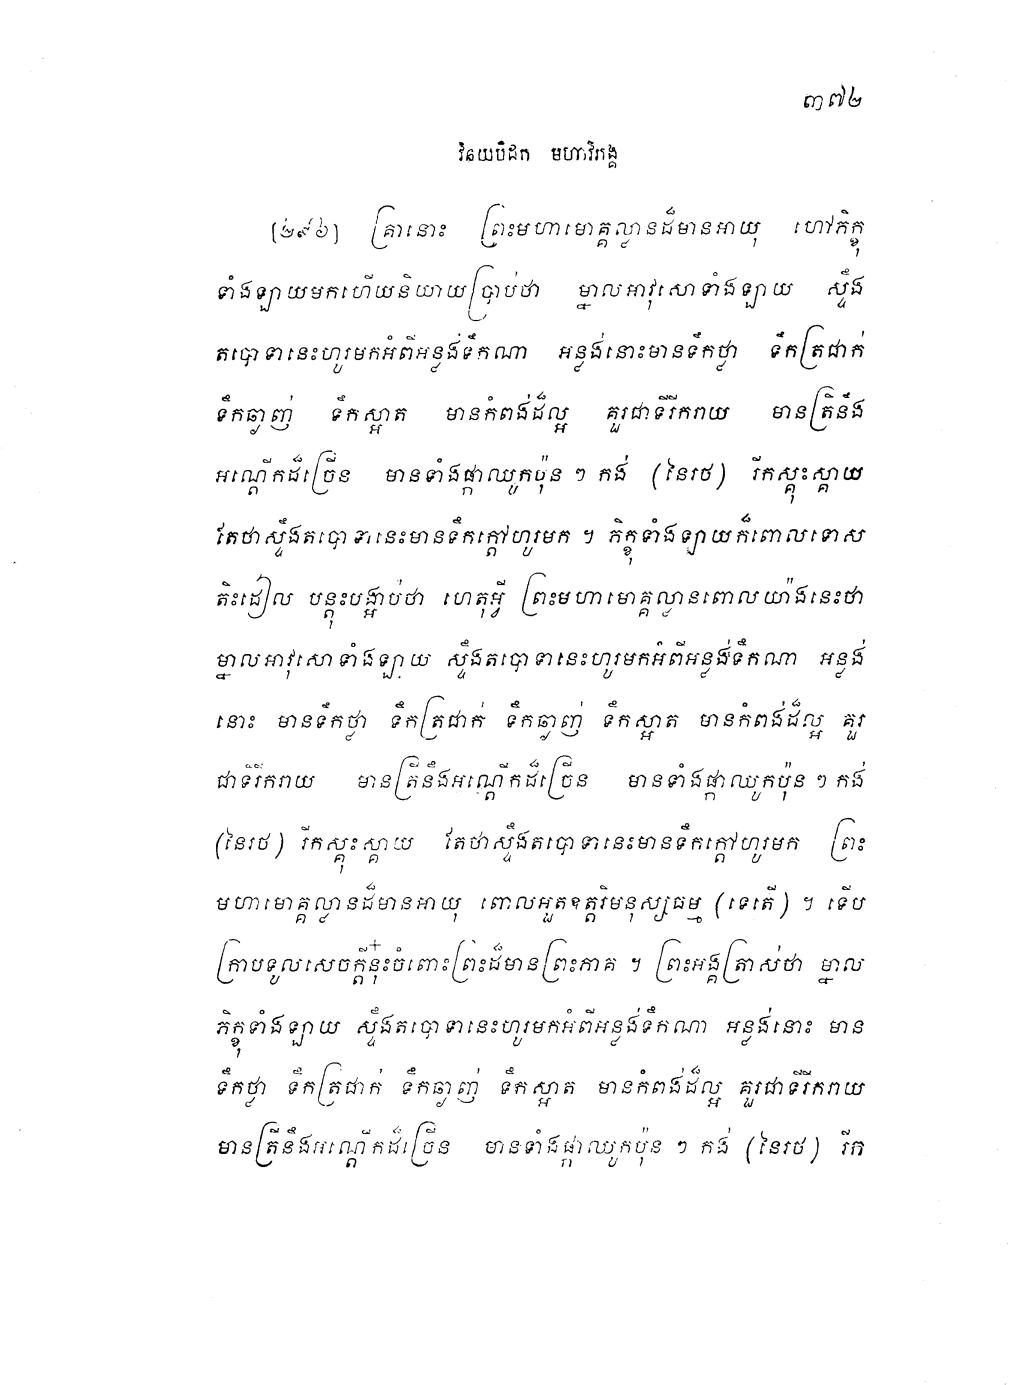 ៣៧២
វិនយបិដក មហាវិភង្គ
[២៩៦] គ្រានោះ ព្រះមហាមោគ្គល្លានដ៏មានអាយុ ហៅភិក្ខុ
ទាំងឡាយមកហើយនិយាយប្រាប់ថា ម្នាលអាវុសោទាំងឡាយ ស្ទឹង
តបោទានេះហូរមកអំពីអន្លង់ទឹកណា អន្លង់នោះមានទឹកថ្លា ទឹកត្រជាក់
ទឹកឆ្ងាញ់ ទឹកស្អាត មានកំពង់ដ៏ល្អ គួរជាទីរីករាយ មានត្រីនឹង
អណ្តើកដ៏ច្រើន មានទាំងផ្កាឈូកប៉ុន ៗ កង់ (នៃរថ) រីកស្គុះស្គាយ
តែថាស្ទឹងតបោទានេះមានទឹកក្តៅហូរមក ។ ភិក្ខុទាំងឡាយក៏ពោលទោស
តិះដៀល បន្តុះបង្អាប់ថា ហេតុអ្វី ព្រះមហាមោគ្គល្លានពោលយ៉ាងនេះថា
ម្នាលអាវុសោទាំងឡាយ ស្ទឹងតបោទានេះហូរមកអំពីអន្លង់ទឹកណា អន្លង់
នោះ មានទឹកថ្លា ទឹកត្រជាក់ ទឹកឆ្ងាញ់ ទឹកស្អាត មានកំពង់ដ៏ល្អ គួរ
ជាទីរីករាយ មានត្រីនឹងអណ្តើកដ៏ច្រើន មានទាំងផ្កាឈូកប៉ុន ៗ កង់
(នៃរថ) រីកស្គុះស្គាយ តែថាស្ទឹងតបោទានេះមានទឹកក្តៅហូរមក ព្រះ
មហាមោគ្គល្លានដ៏មានអាយុ ពោលអួតឧត្តរិមនុស្សធម្ម (ទេតើ) ។ ទើប
ក្រាបទូលសេចក្តីនុ៎ះចំពោះព្រះដ៏មានព្រះភាគ ។ ព្រះអង្គត្រាស់ថា ម្នាល
ភិក្ខុទាំងឡាយ ស្ទឹងតបោទានេះហូរមកអំពីអន្លង់ទឹកណា អន្លង់នោះ មាន
ទឹកថ្លា ទឹកត្រជាក់ ទឹកឆ្ងាញ់ ទឹកស្អាត មានកំពង់ដ៏ល្អ គួរជាទីរីករាយ
មានត្រីនឹងអណ្តើកដ៏ច្រើន មានទាំងផ្កាឈូកប៉ុន ៗ កង់ (នៃរថ) រីក